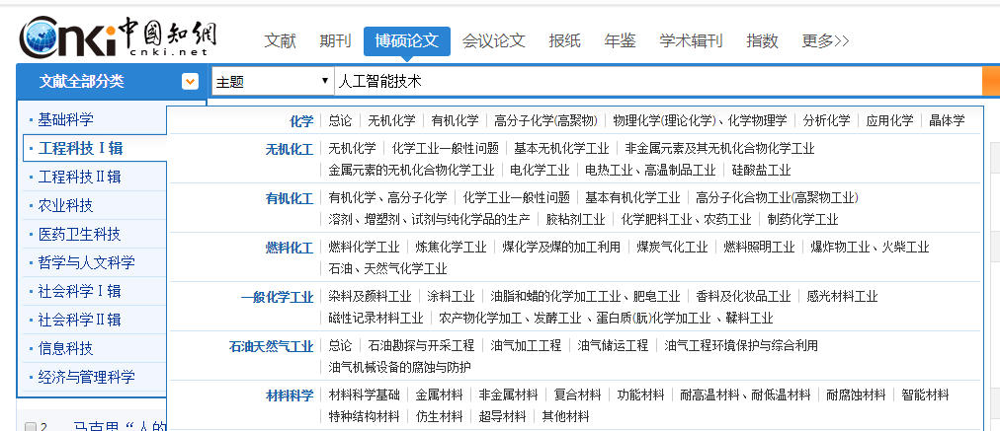 Cnki 中國知網
cnki.net
文献 期刊 博硕论文 会议论文 报纸 年鉴 学术辑刊 指数 更多>>
文献全部分类 主题 人工智能技术
基础科学
工程科技Ⅰ辑
工程科技Ⅱ辑
农业科技
医药卫生科技
哲学与人文科学
社会科学Ⅰ辑
社会科学Ⅱ辑
信息科技
经济与管理科学
化学 总论 无机化学 有机化学 高分子化学(高聚物) 物理化学(理论化学)、化学物理学 分析化学 应用化学 晶体学
无机化工 无机化学 化学工业一般性问题 基本无机化学工业 非金属元素及其无机化合物化学工业
金属元素的无机化合物化学工业 电化学工业 电热工业、高温制品工业 硅酸盐工业
有机化工 有机化学、高分子化学 化学工业一般性问题 基本有机化学工业 高分子化合物工业(高聚物工业)
溶剂、增塑剂、试剂与纯化学品的生产 胶粘剂工业 化学肥料工业、农药工业 制药化学工业
燃料化工 燃料化学工业 炼焦化学工业 煤化学及煤的加工利用 煤炭气化工业 燃料照明工业 爆炸物工业、火柴工业
石油、天然气化学工业
一般化学工业 染料及颜料工业 涂料工业 油脂和蜡的化学加工工业、肥皂工业 香料及化妆品工业 感光材料工业
磁性记录材料工业 农产物化学加工、发酵工业 、蛋白质(朊)化学加工业 、鞣料工业
石油天然气工业 总论 石油勘探与开采工程 油气加工工程 油气储运工程 油气工程环境保护与综合利用
油气机械设备的腐蚀与防护
材料科学 材料科学基础 金属材料 非金属材料 复合材料 功能材料 耐高温材料、耐低温材料 耐腐蚀材料 智能材料
特种结构材料 仿生材料 超导材料 其他材料
2 马克思“人的